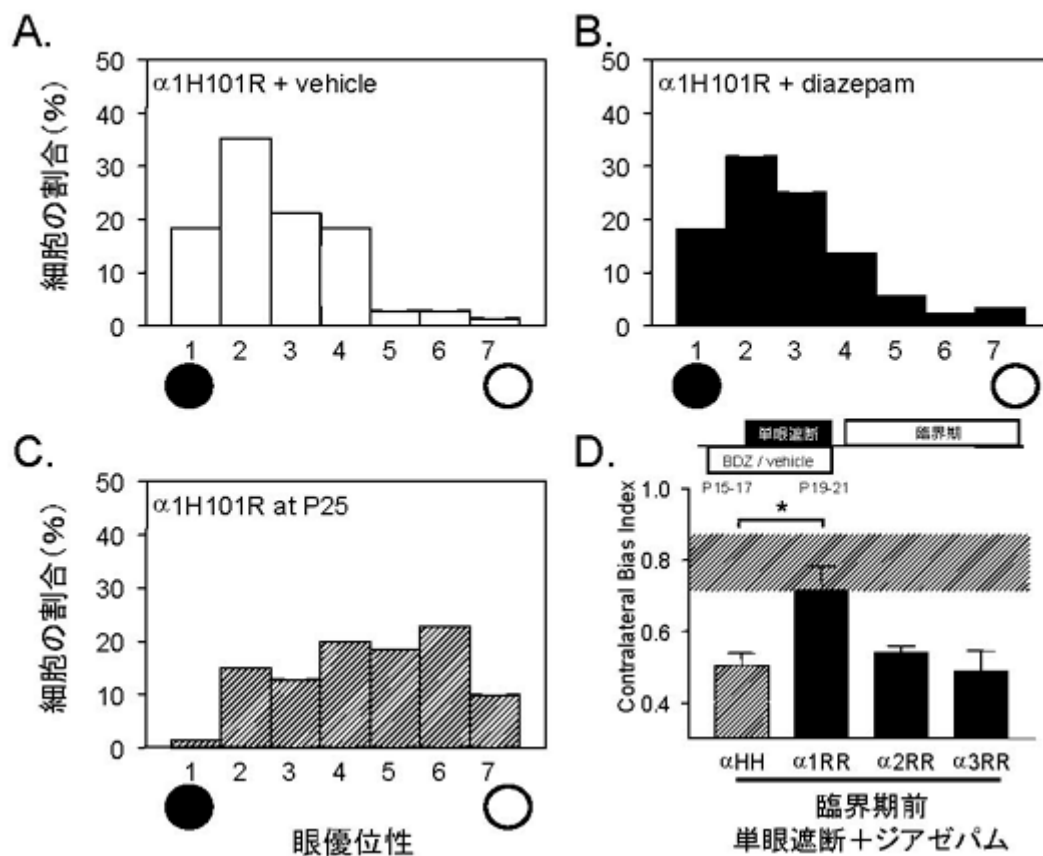 A.
細胞の割合(%)
50
40
30
20
10
0
α1H101R + vehicle
1 2 3 4 5 6 7
B.
50
40
30
20
10
0
α1H101R + diazepam
1 2 3 4 5 6 7
C.
細胞の割合(%)
50
40
30
20
10
0
α1H101R at P25
1 2 3 4 5 6 7
眼優位性
D.
単眼遮断 臨界期
BDZ / vehicle
P15-17 P19-21
Contralateral Bias Index
1.0
0.8
0.6
0.4
*
αHH α1RR α2RR α3RR
臨界期前
単眼遮断+ジアゼパム